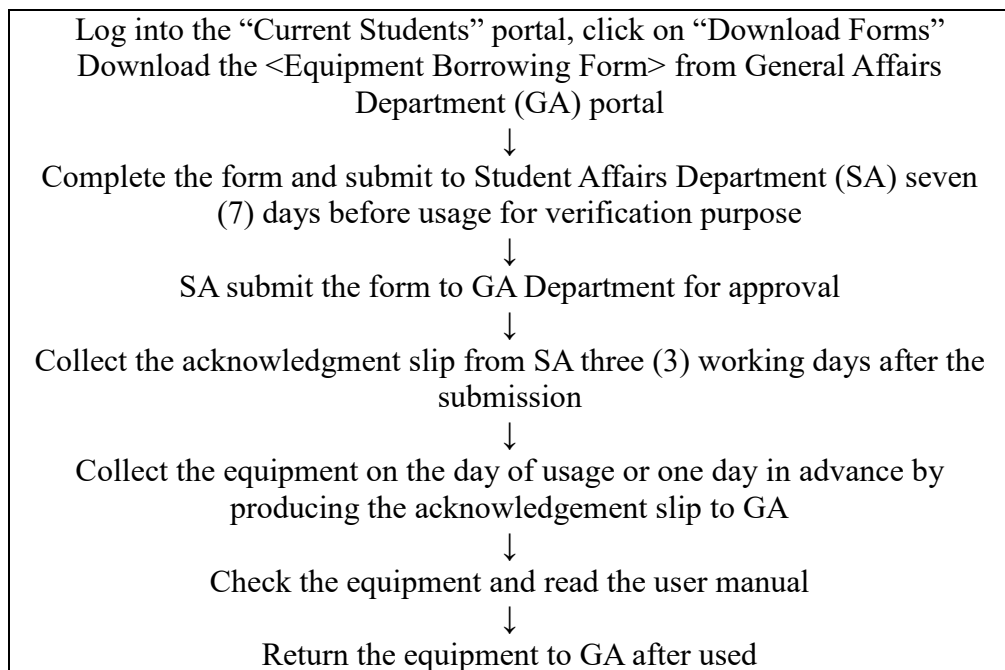 Log into the “Current Students” portal, click on “Download Forms”
Download the <Equipment Borrowing Form> from General Affairs
Department (GA) portal
↓
Complete the form and submit to Student Affairs Department (SA) seven
(7) days before usage for verification purpose
↓
SA submit the form to GA Department for approval
↓
Collect the acknowledgment slip from SA three (3) working days after the
submission
↓
Collect the equipment on the day of usage or one day in advance by
producing the acknowledgement slip to GA
↓
Check the equipment and read the user manual
↓
Return the equipment to GA after used